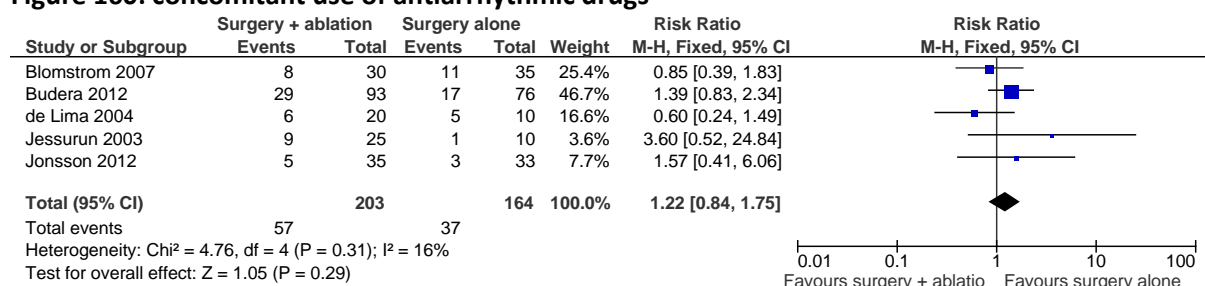 Figure 160: concomitant use of antiarrhythmic drugs
Surgery + ablation Surgery alone Risk Ratio Risk Ratio
Study or Subgroup Events Total Events Total Weight M-H, Fixed, 95% CI M-H, Fixed, 95% CI
Blomstrom 2007 8 30 11 35 25.4% 0.85 [0.39, 1.83]
Budera 2012 29 93 17 76 46.7% 1.39 [0.83, 2.34]
de Lima 2004 6 20 5 10 16.6% 0.60 [0.24, 1.49]
Jessurun 2003 9 25 1 10 3.6% 3.60 [0.52, 24.84]
Jonsson 2012 5 35 3 33 7.7% 1.57 [0.41, 6.06]
Total (95% CI) 203 164 100.0% 1.22 [0.84, 1.75]
Total events 57 37
Heterogeneity: Chi² = 4.76, df = 4 (P = 0.31); I² = 16%
Test for overall effect: Z = 1.05 (P = 0.29)
0.01 0.1 1 10 100
Favours surgery + ablatio Favours surgery alone